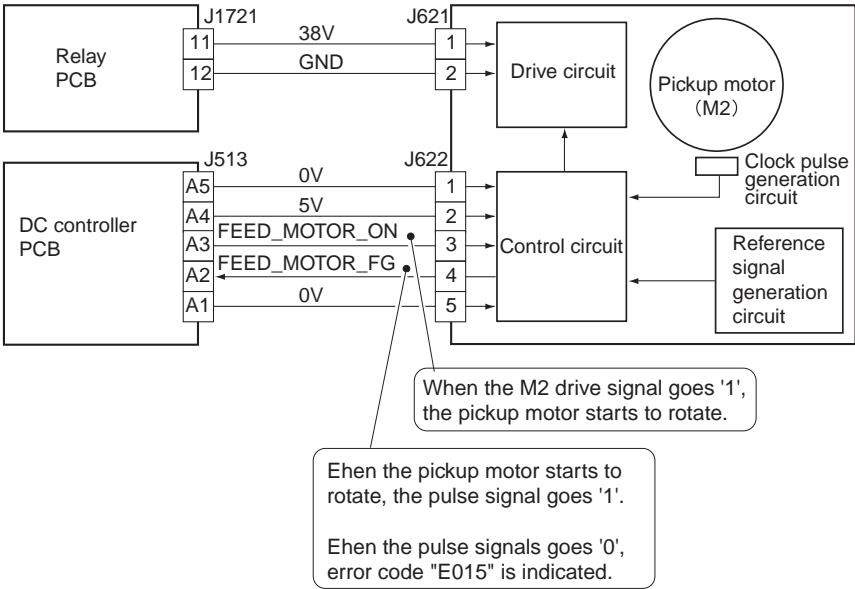 J1721
J621
Relay
PCB
11
38V
1
12
GND
2
Drive circuit
Pickup motor
（M2）
Clock pulse
generation
circuit
J513
J622
DC controller
PCB
A5
0V
1
A4
5V
2
A3
FEED_MOTOR_ON
3
A2
FEED_MOTOR_FG
4
A1
0V
5
Control circuit
Reference
signal
generation
circuit
When the M2 drive signal goes '1',
the pickup motor starts to rotate.
Ehen the pickup motor starts to
rotate, the pulse signal goes '1'.
Ehen the pulse signals goes '0',
error code "E015" is indicated.